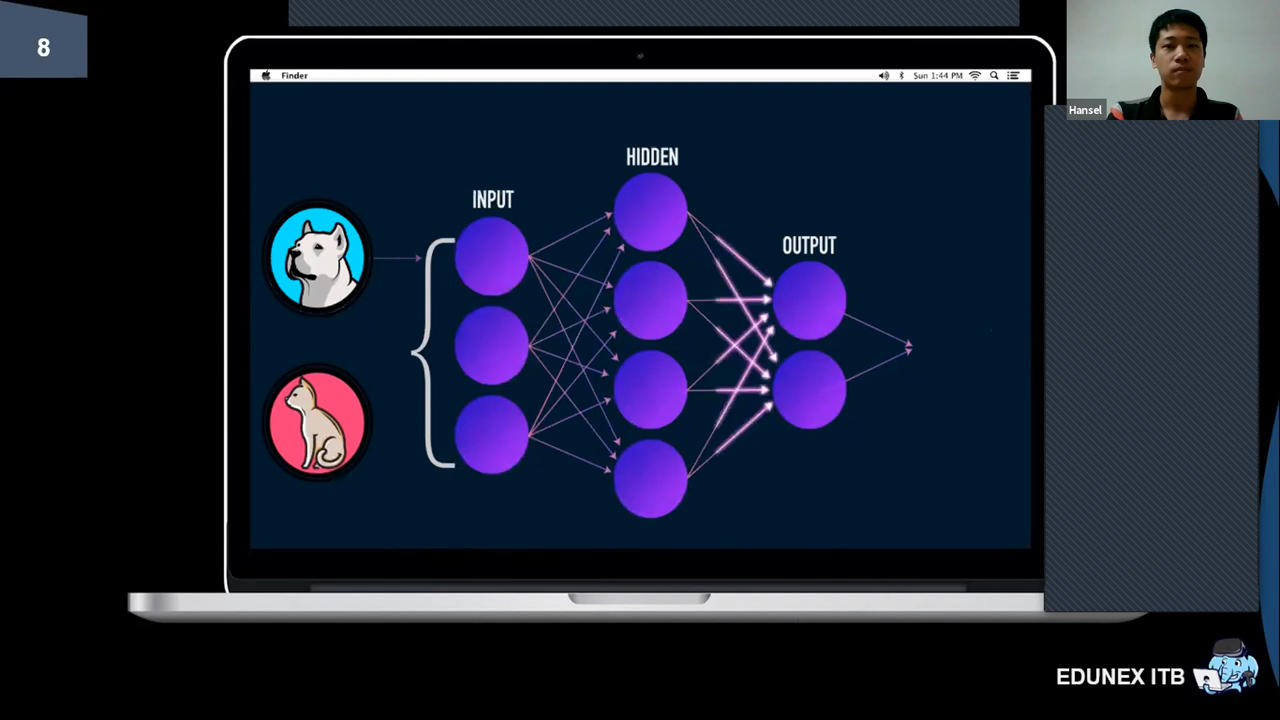 8
Finder
Sun 1:44 PM
Hansel
HIDDEN
INPUT
OUTPUT
EDUNEX ITB